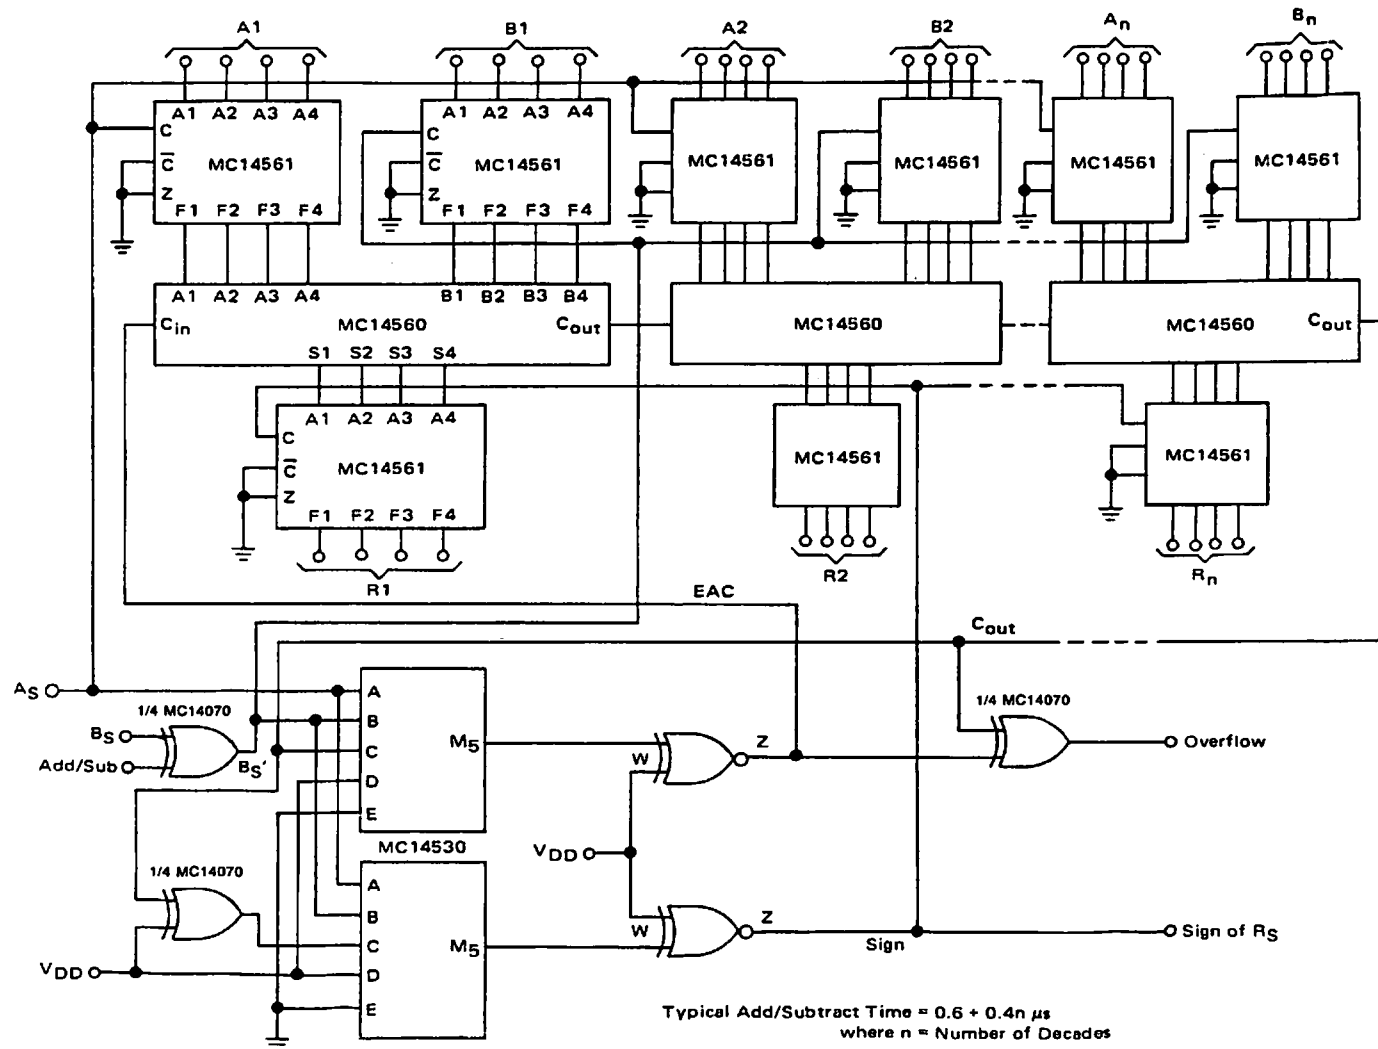 A1 B1 A2 B2 An Bn
A1 A2 A3 A4 A1 A2 A3 A4
C MC14561 C MC14561 MC14561 MC14561 MC14561 MC14561
C̅ C̅
Z Z
F1 F2 F3 F4 F1 F2 F3 F4
A1 A2 A3 A4 B1 B2 B3 B4
Cin MC14560 Cout MC14560 MC14560 Cout
S1 S2 S3 S4
A1 A2 A3 A4
C
C̅ MC14561 MC14561 MC14561
Z
F1 F2 F3 F4
R1 R2 Rn
EAC
Cout
AS A
1/4 MC14070 1/4 MC14070
BS B M5 Z Overflow
Add/Sub BS' C W
D
E
MC14530 VDD
1/4 MC14070 A
B Z
C M5 W Sign Sign of RS
VDD D
E
Typical Add/Subtract Time = 0.6 + 0.4n μs
where n = Number of Decades